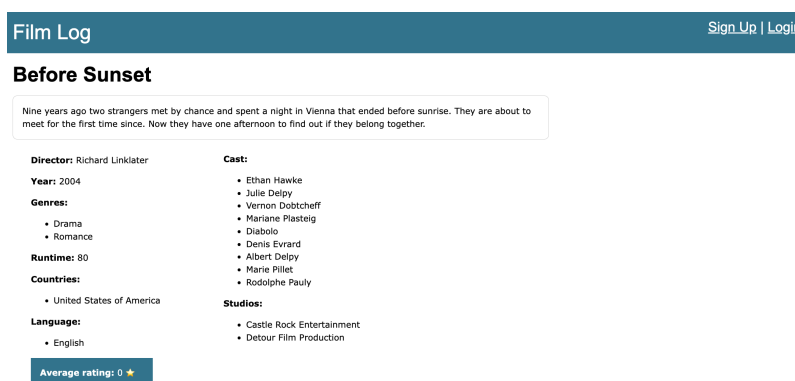 Film Log
Sign Up | Login
Before Sunset
Nine years ago two strangers met by chance and spent a night in Vienna that ended before sunrise. They are about to
meet for the first time since. Now they have one afternoon to find out if they belong together.
Director: Richard Linklater
Year: 2004
Genres:
• Drama
• Romance
Runtime: 80
Countries:
• United States of America
Language:
• English
Average rating: 0 ⭐
Cast:
• Ethan Hawke
• Julie Delpy
• Vernon Dobtcheff
• Mariane Plasteig
• Diabolo
• Denis Evrard
• Albert Delpy
• Marie Pillet
• Rodolphe Pauly
Studios:
• Castle Rock Entertainment
• Detour Film Production